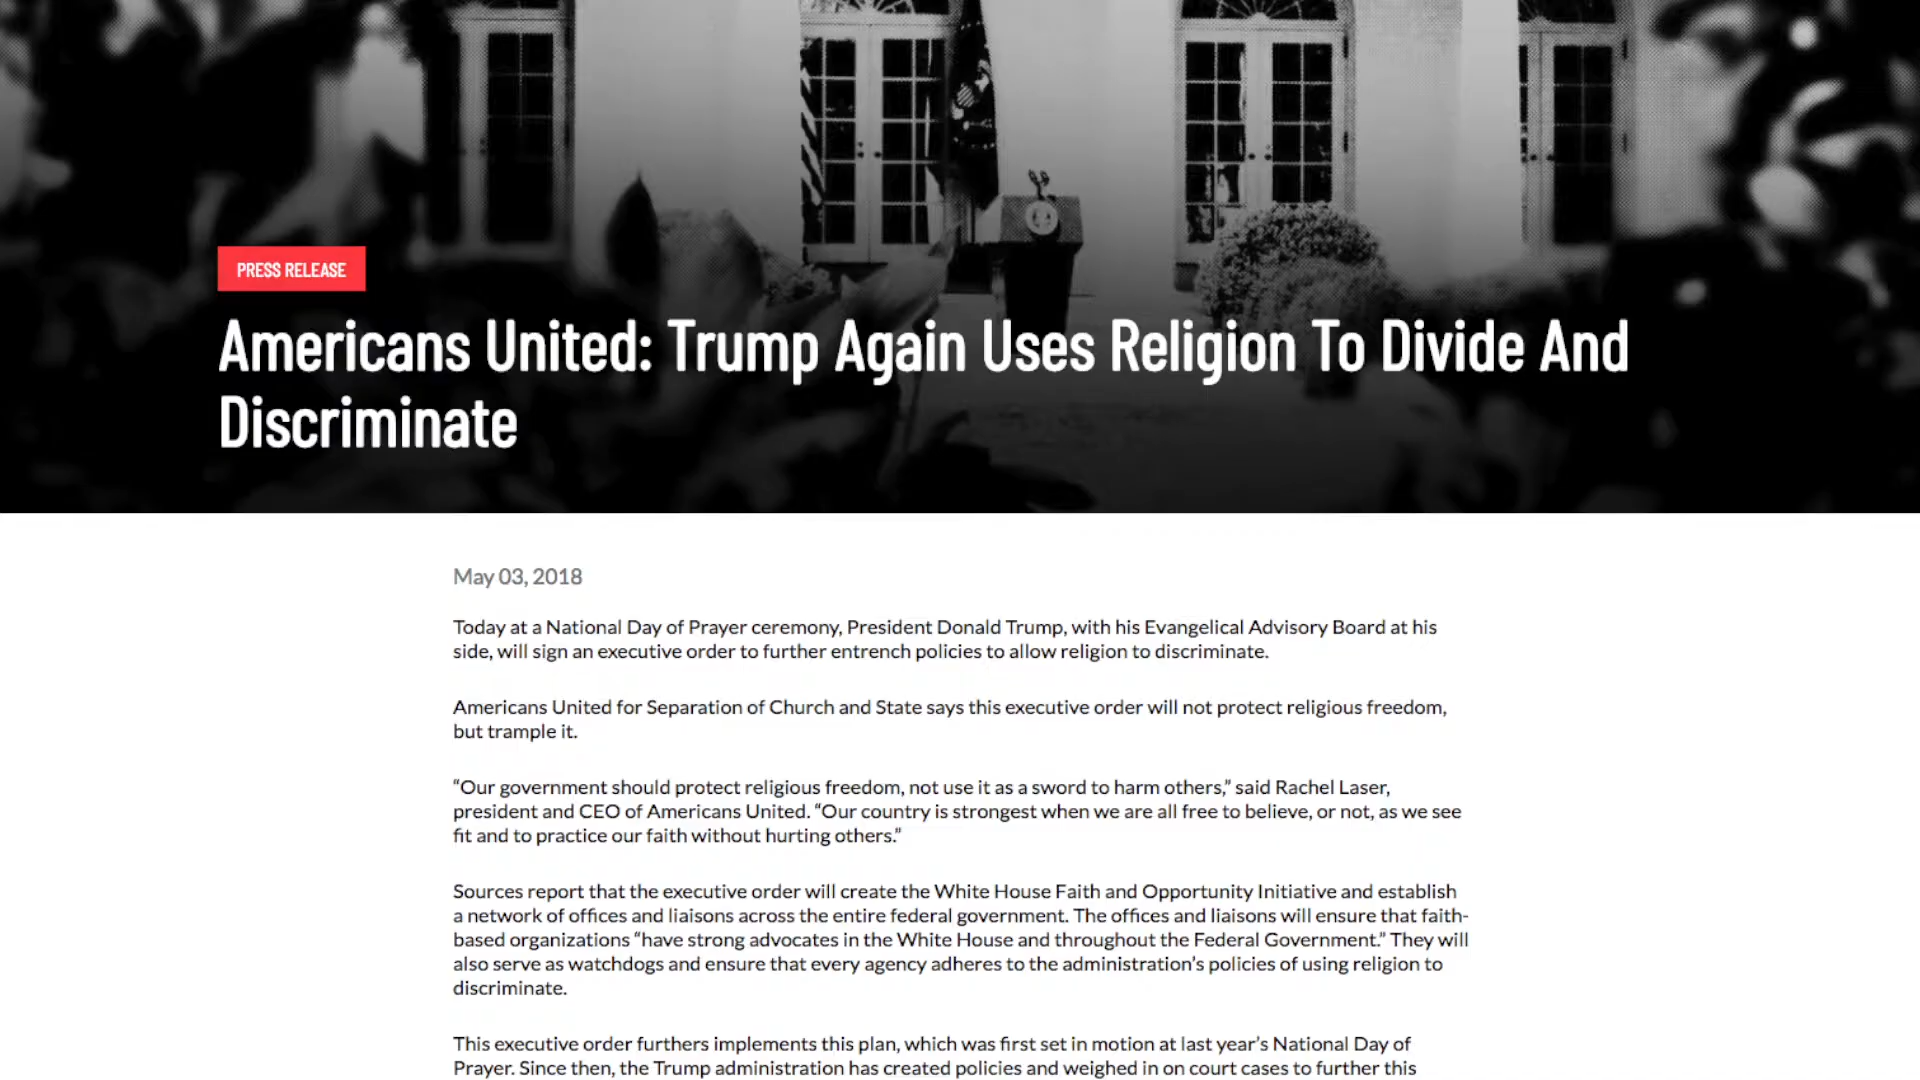 PRESS RELEASE
Americans United: Trump Again Uses Religion To Divide And
Discriminate
May 03, 2018
Today at a National Day of Prayer ceremony, President Donald Trump, with his Evangelical Advisory Board at his
side, will sign an executive order to further entrench policies to allow religion to discriminate.
Americans United for Separation of Church and State says this executive order will not protect religious freedom,
but trample it.
“Our government should protect religious freedom, not use it as a sword to harm others,” said Rachel Laser,
president and CEO of Americans United. “Our country is strongest when we are all free to believe, or not, as we see
fit and to practice our faith without hurting others.”
Sources report that the executive order will create the White House Faith and Opportunity Initiative and establish
a network of offices and liaisons across the entire federal government. The offices and liaisons will ensure that faith-
based organizations “have strong advocates in the White House and throughout the Federal Government.” They will
also serve as watchdogs and ensure that every agency adheres to the administration’s policies of using religion to
discriminate.
This executive order furthers implements this plan, which was first set in motion at last year’s National Day of
Prayer. Since then, the Trump administration has created policies and weighed in on court cases to further this